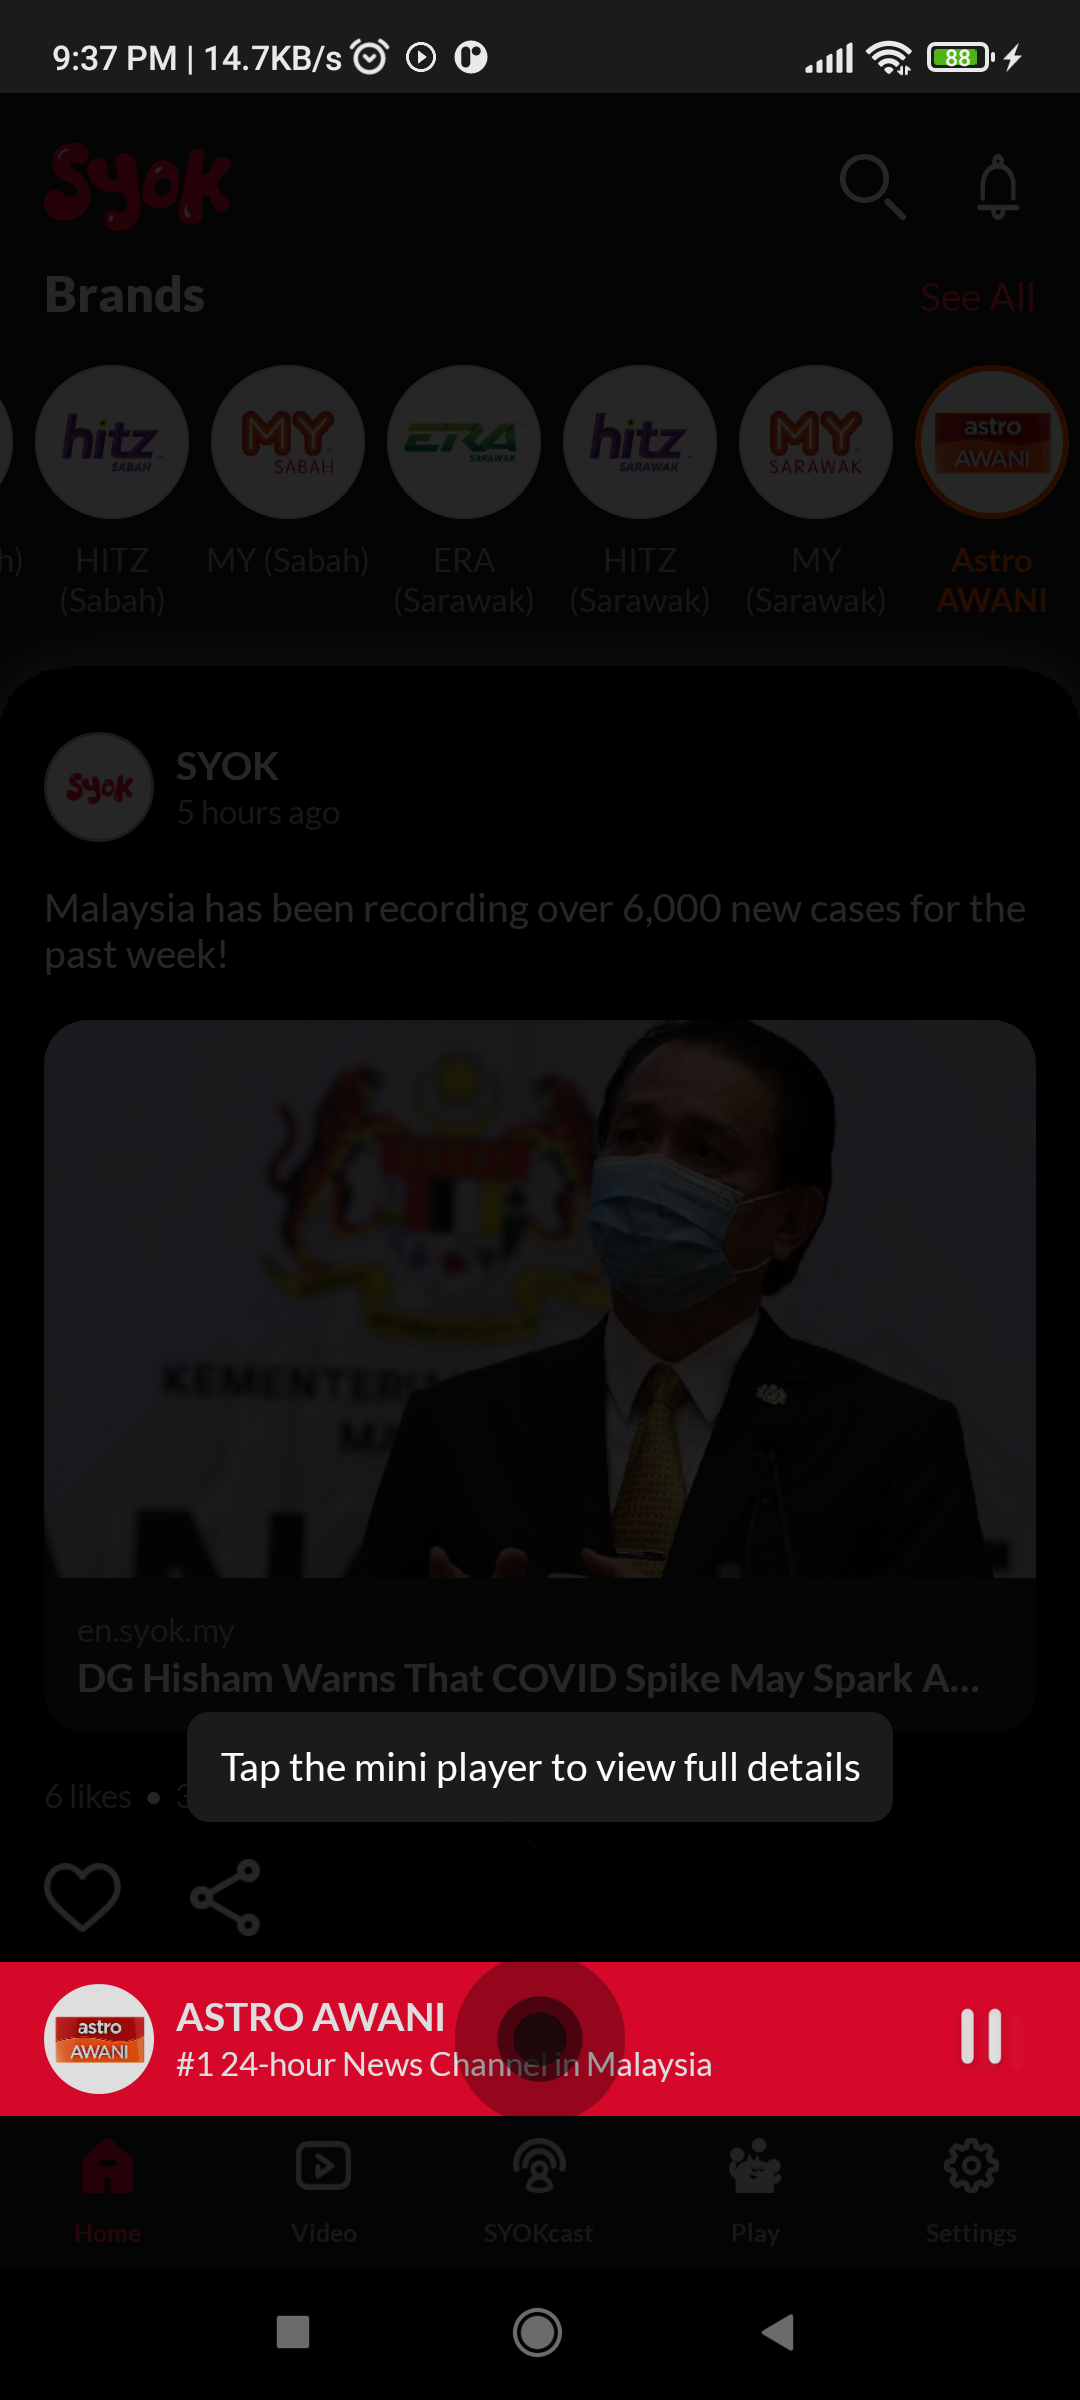 9:37 PM | 14.7KB/s
88
Syok
Brands
See All
hitz
SABAH
MY
SABAH
ERA
SARAWAK
hitz
SARAWAK
MY
SARAWAK
astro
AWANI
h)
HITZ
(Sabah)
MY (Sabah)
ERA
(Sarawak)
HITZ
(Sarawak)
MY
(Sarawak)
Astro
AWANI
Syok
SYOK
5 hours ago
Malaysia has been recording over 6,000 new cases for the
past week!
KEMENTERI
MA
en.syok.my
DG Hisham Warns That COVID Spike May Spark A...
Tap the mini player to view full details
6 likes • 3
astro
AWANI
ASTRO AWANI
#1 24-hour News Channel in Malaysia
Home
Video
SYOKcast
Play
Settings